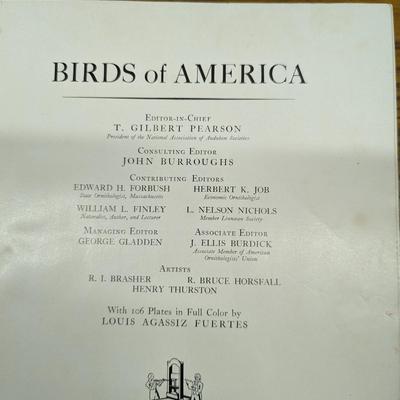 BIRDS of AMERICA
EDITOR-IN-CHIEF
T. GILBERT PEARSON
President of the National Association of Audubon Societies
CONSULTING EDITOR
JOHN BURROUGHS
CONTRIBUTING EDITORS
EDWARD H. FORBUSH HERBERT K. JOB
State Ornithologist, Massachusetts Economic Ornithologist
WILLIAM L. FINLEY L. NELSON NICHOLS
Naturalist, Author, and Lecturer Member Linnæan Society
MANAGING EDITOR ASSOCIATE EDITOR
GEORGE GLADDEN J. ELLIS BURDICK
Associate Member of American
Ornithologists' Union
ARTISTS
R. I. BRASHER R. BRUCE HORSFALL
HENRY THURSTON
With 106 Plates in Full Color by
LOUIS AGASSIZ FUERTES